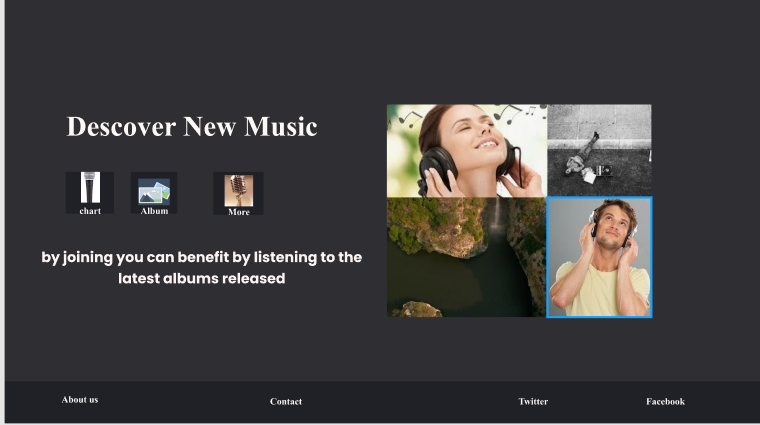 Descover New Music
chart
Album
More
by joining you can benefit by listening to the
latest albums released
About us
Contact
Twitter
Facebook